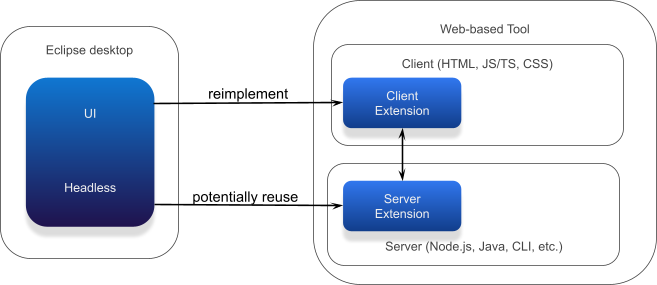 Web-based Tool
Eclipse desktop
Client (HTML, JS/TS, CSS)
UI
reimplement
Client
Extension
Headless
potentially reuse
Server
Extension
Server (Node.js, Java, CLI, etc.)